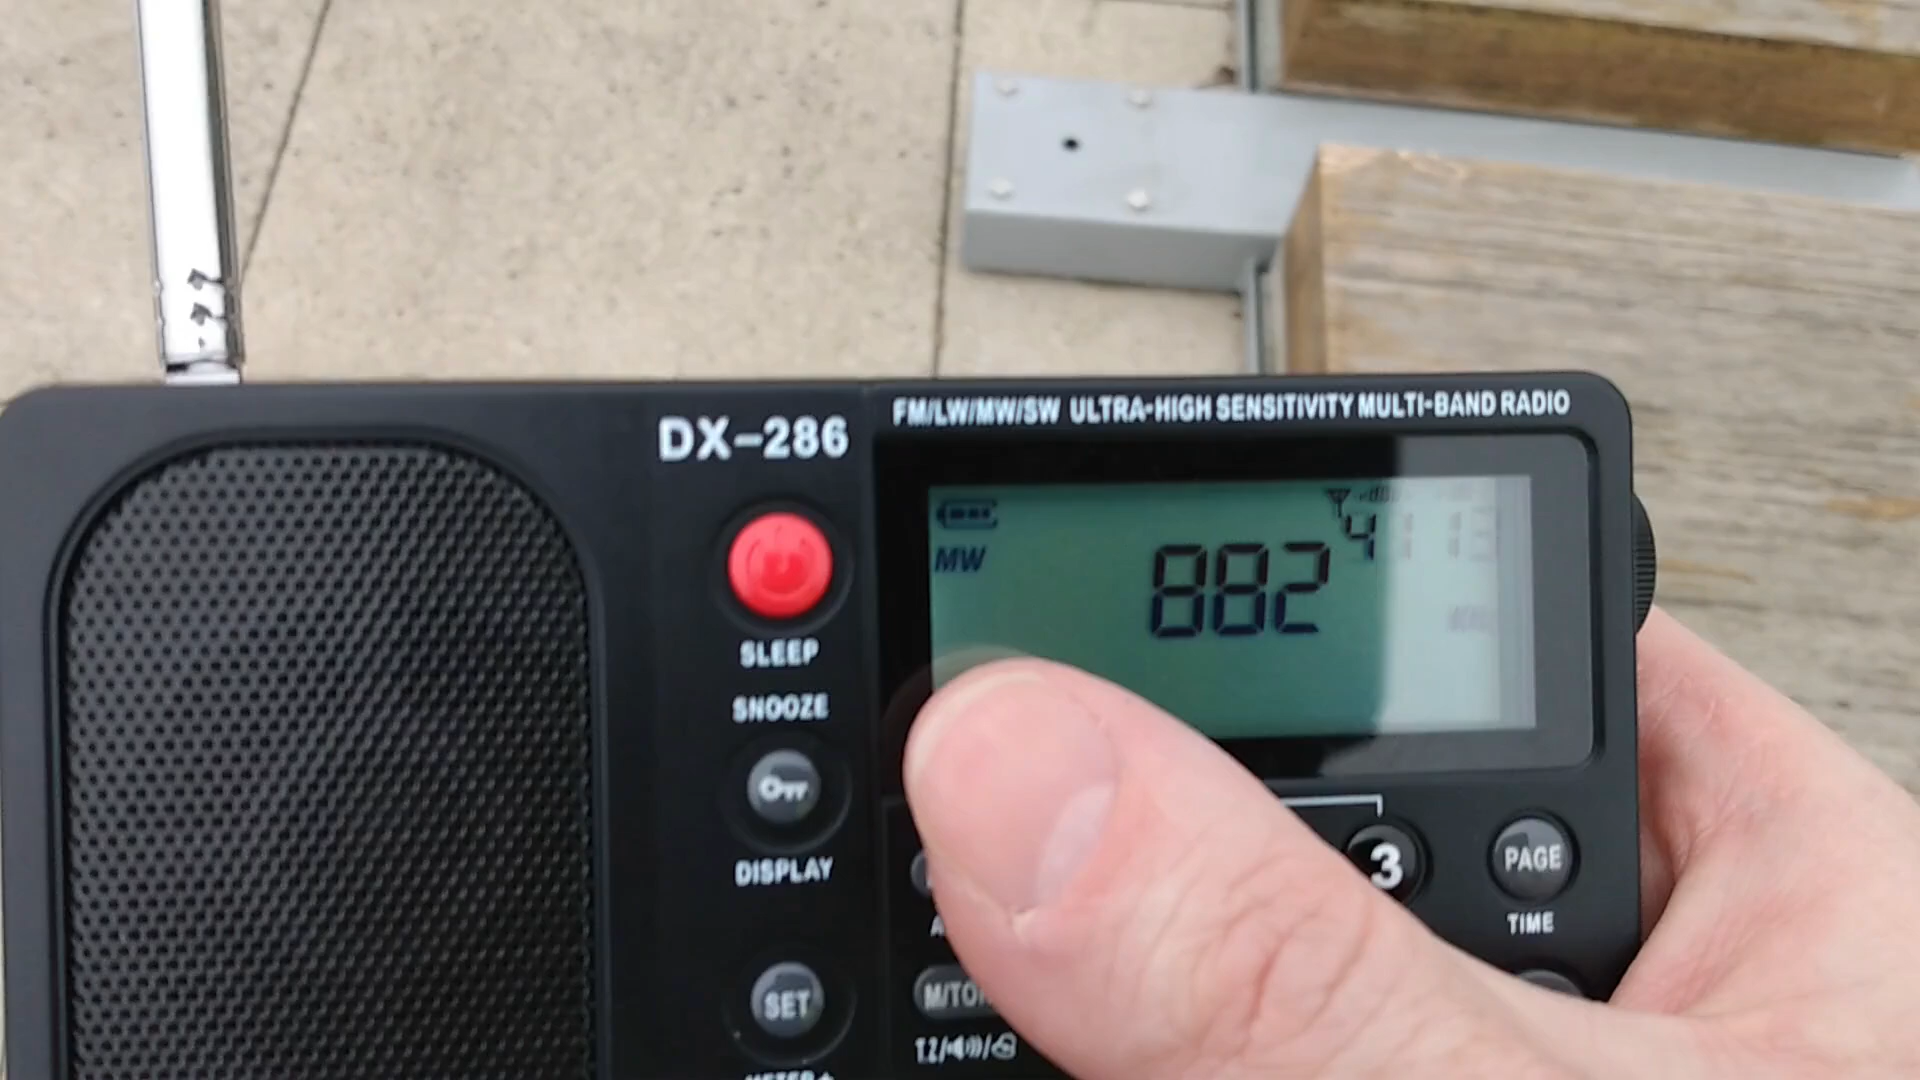 FM/LW/MW/SW ULTRA-HIGH SENSITIVITY MULTI-BAND RADIO
DX-286
MW
882
SLEEP
SNOOZE
DISPLAY
3
PAGE
TIME
SET
M/TON